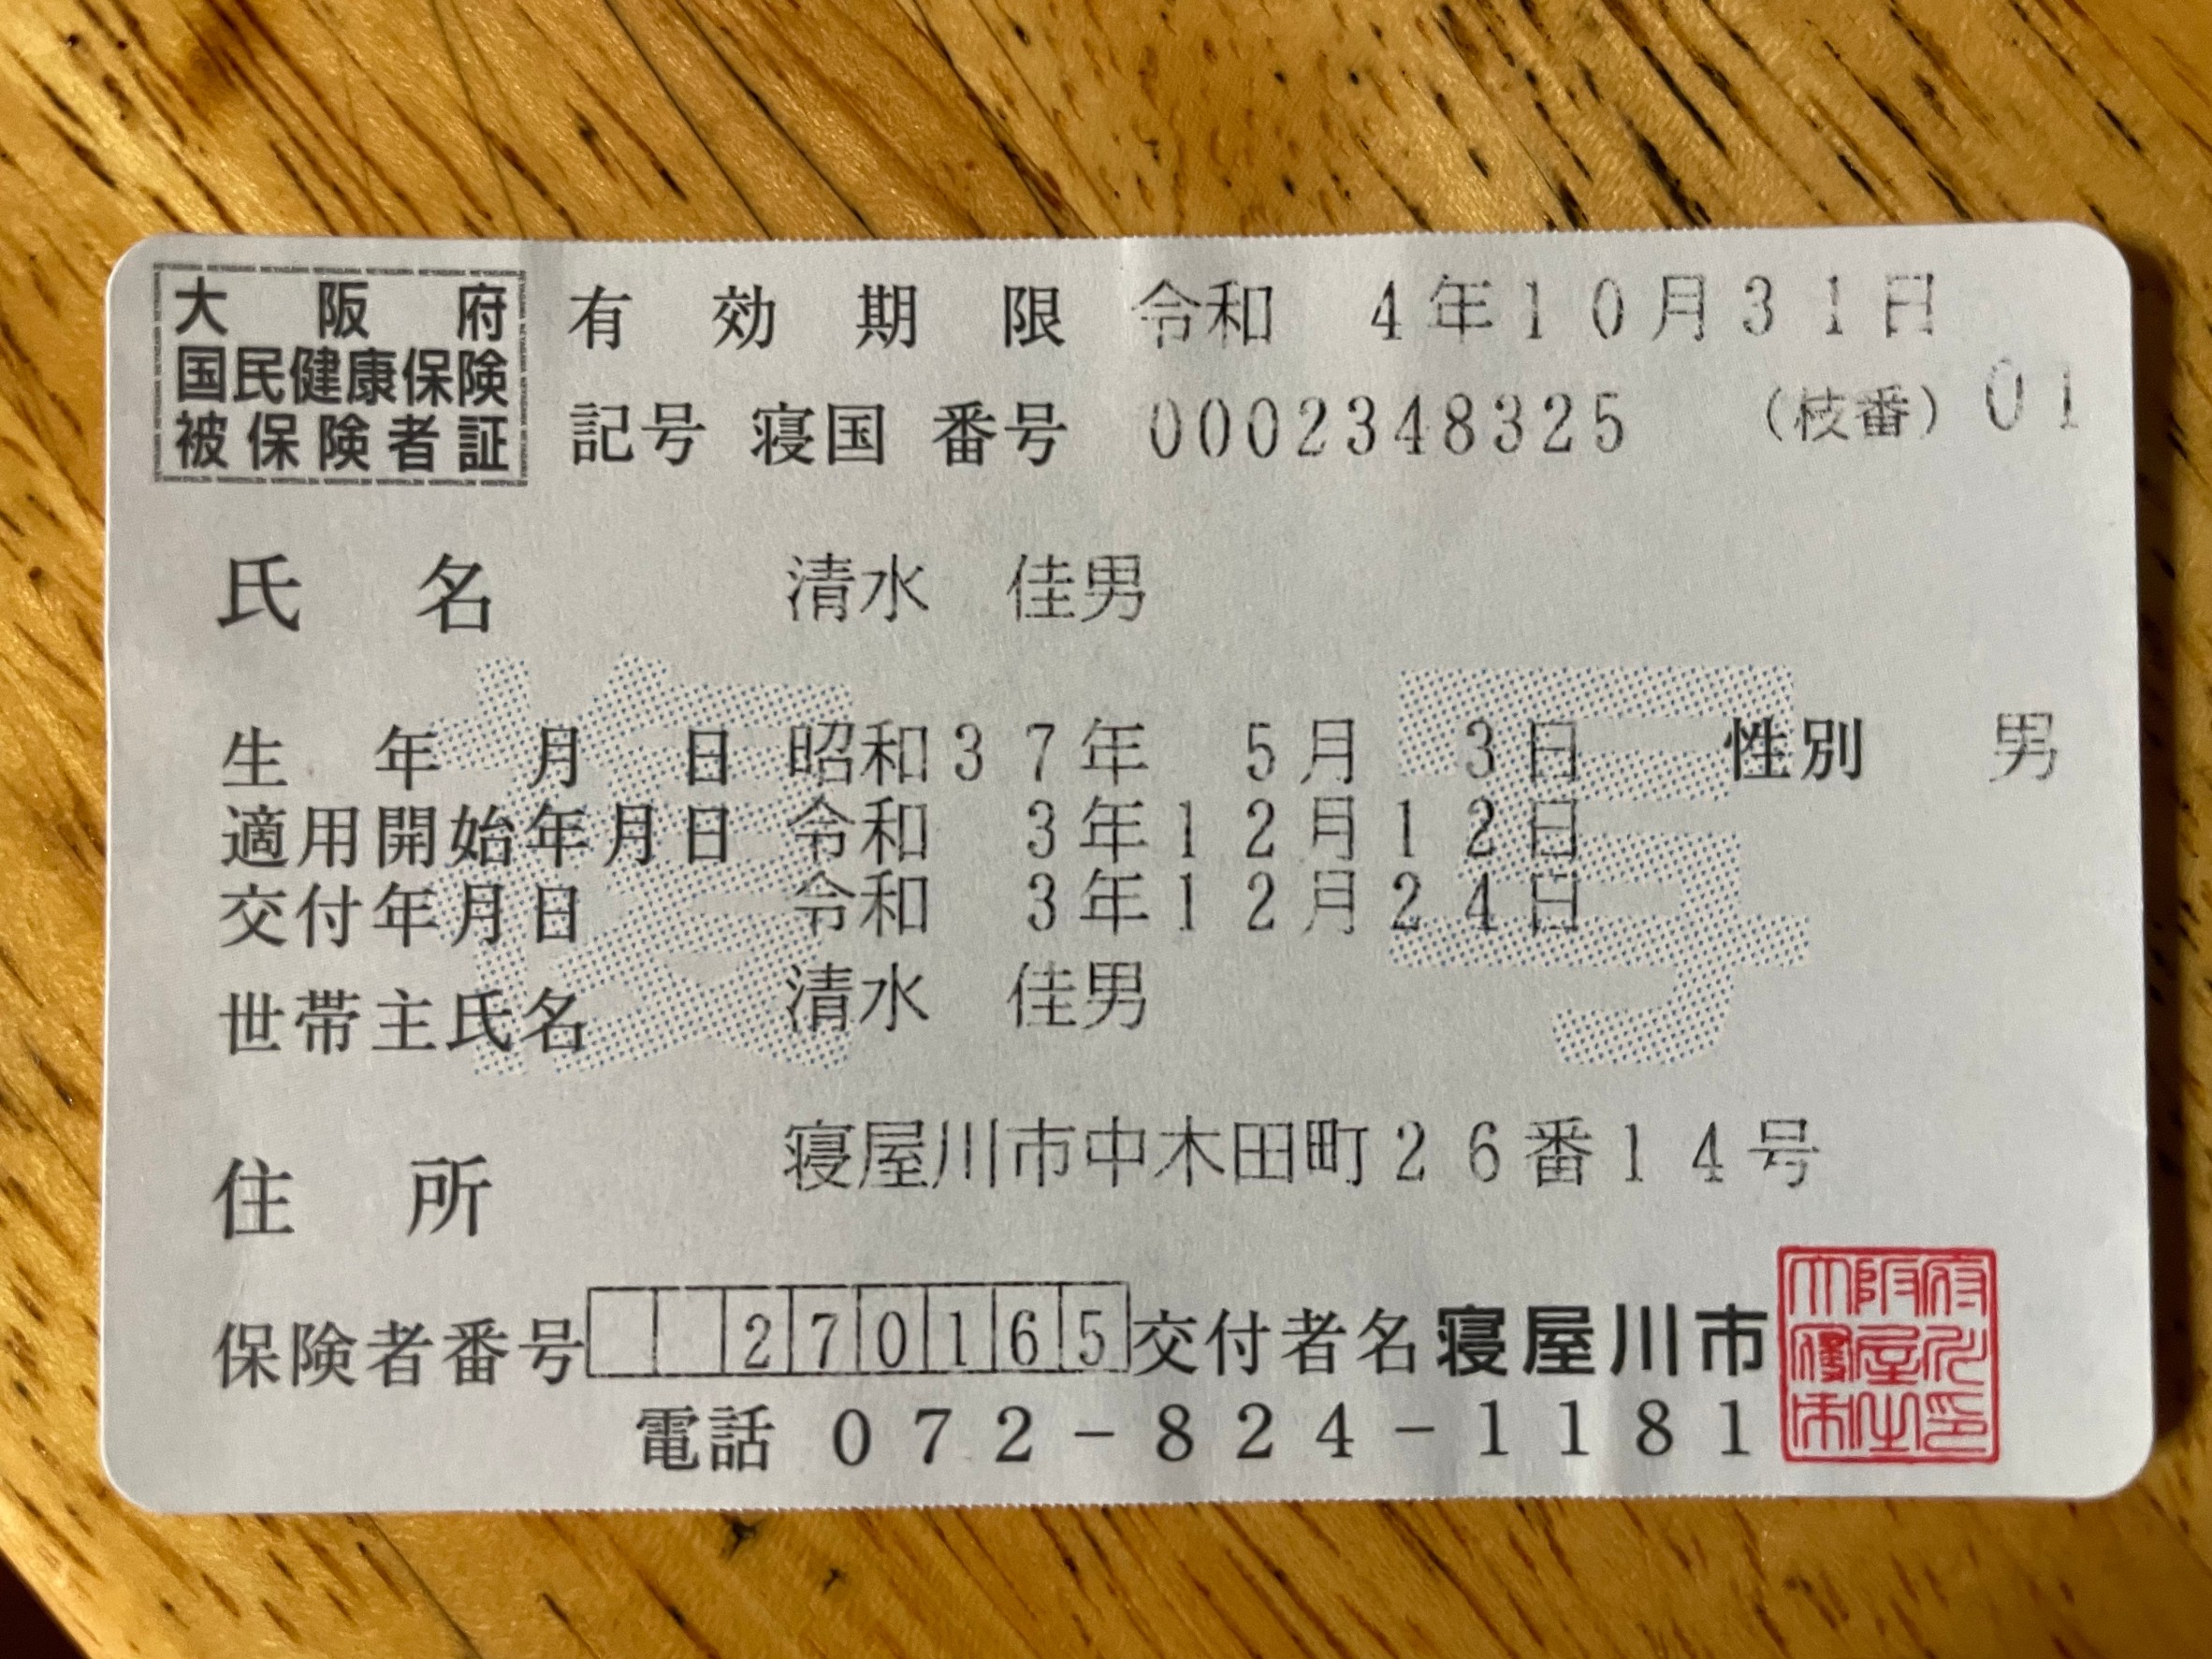 大阪府
国民健康保険
被保険者証
有効期限 令和 4年10月31日
記号 寝国 番号 0002348325 (枝番) 01
氏名 清水 佳男
生年月日 昭和37年 5月 3日 性別 男
適用開始年月日 令和 3年12月12日
交付年月日 令和 3年12月24日
世帯主氏名 清水 佳男
住所 寝屋川市中木田町26番14号
保険者番号 270165 交付者名 寝屋川市
電話 072-824-1181